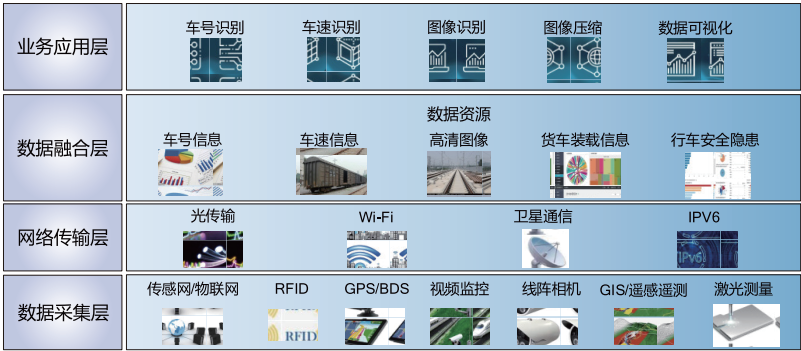 业务应用层
车号识别
车速识别
图像识别
图像压缩
数据可视化
数据融合层
数据资源
车号信息
车速信息
高清图像
货车装载信息
行车安全隐患
网络传输层
光传输
Wi-Fi
卫星通信
IPV6
IPv6
数据采集层
传感网/物联网
RFID
GPS/BDS
视频监控
线阵相机
GIS/遥感遥测
激光测量
RFID